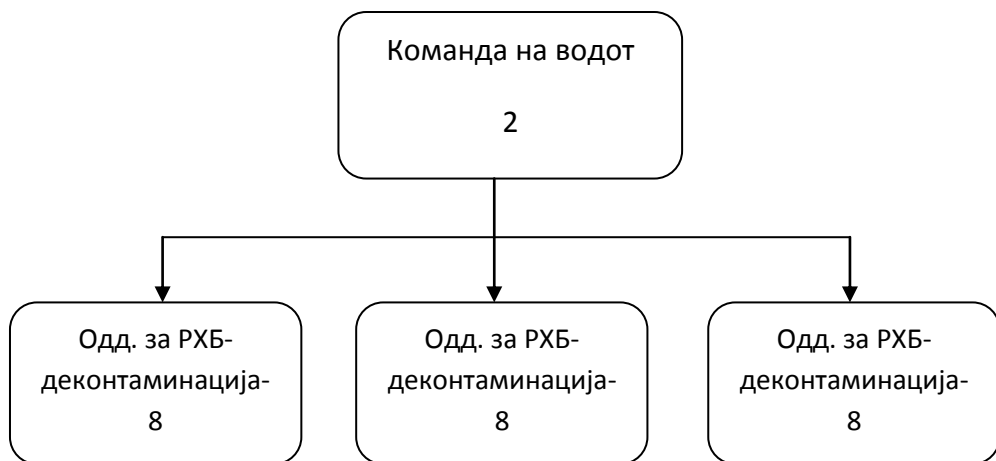 Команда на водот
2
Одд. за РХБ-
деконтаминација-
8
Одд. за РХБ-
деконтаминација-
8
Одд. за РХБ-
деконтаминација-
8